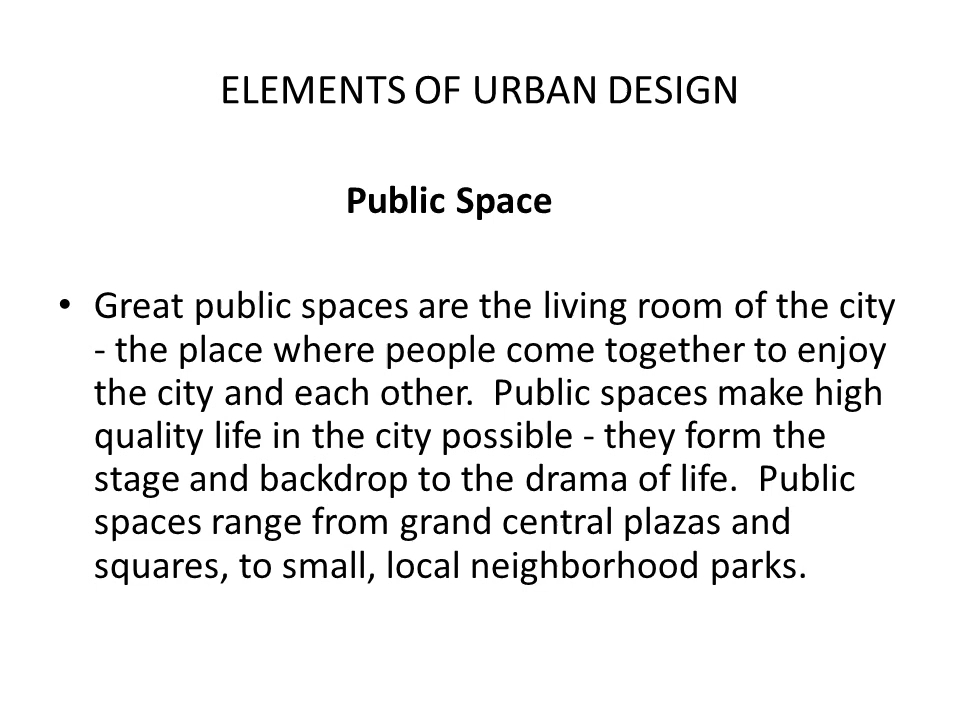 ELEMENTS OF URBAN DESIGN
Public Space
• Great public spaces are the living room of the city
- the place where people come together to enjoy
the city and each other.  Public spaces make high
quality life in the city possible - they form the
stage and backdrop to the drama of life.  Public
spaces range from grand central plazas and
squares, to small, local neighborhood parks.